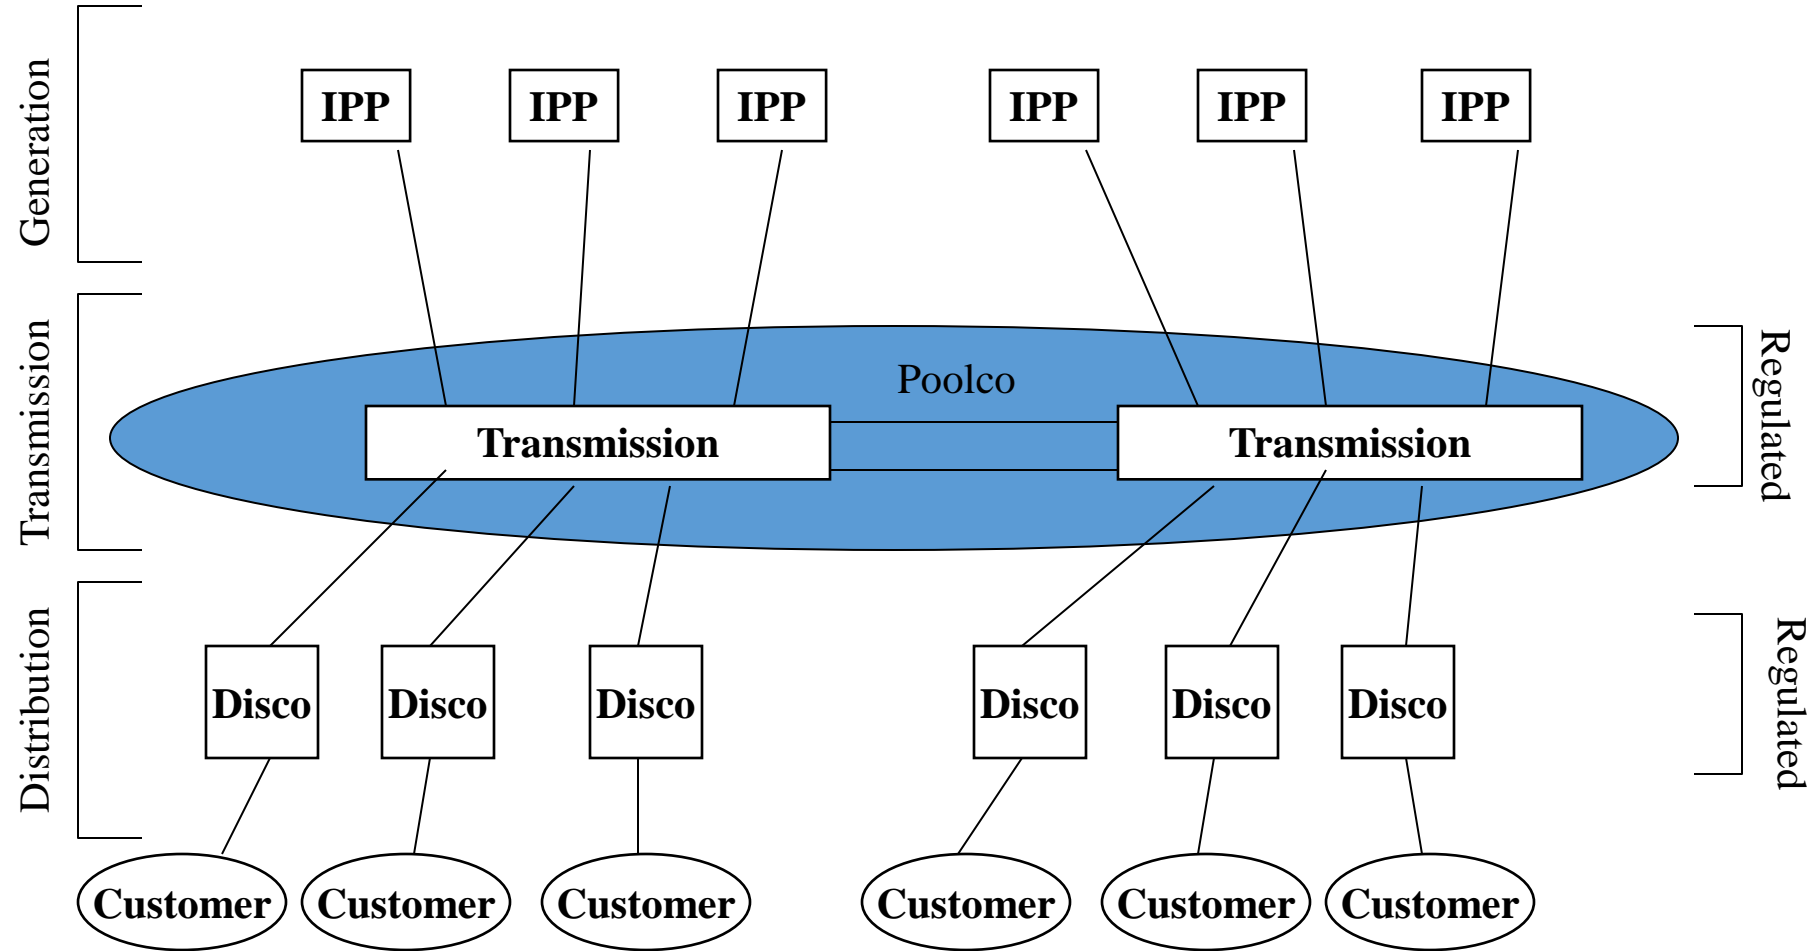 Generation
IPP
IPP
IPP
IPP
IPP
IPP
Transmission
Poolco
Transmission
Transmission
Regulated
Distribution
Disco
Disco
Disco
Disco
Disco
Disco
Regulated
Customer
Customer
Customer
Customer
Customer
Customer